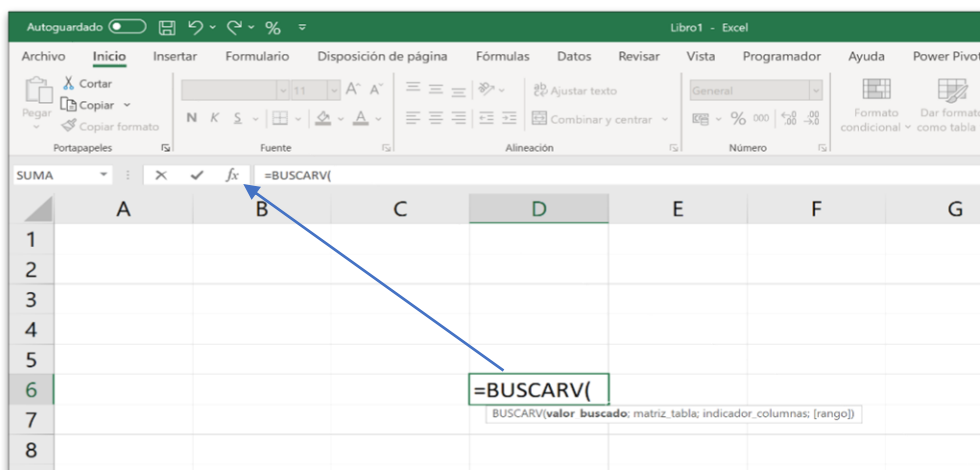 Autoguardado % Libro1 - Excel
Archivo Inicio Insertar Formulario Disposición de página Fórmulas Datos Revisar Vista Programador Ayuda Power Pivot
Cortar
Copiar
Copiar formato
Pegar
Portapapeles
11 A A
N K S A
Fuente
Ajustar texto
Combinar y centrar
Alineación
General
% 000
Número
Formato condicional
Dar formato como tabla
SUMA fx =BUSCARV(
A B C D E F G
1
2
3
4
5
6 =BUSCARV(
BUSCARV(valor_buscado; matriz_tabla; indicador_columnas; [rango])
7
8